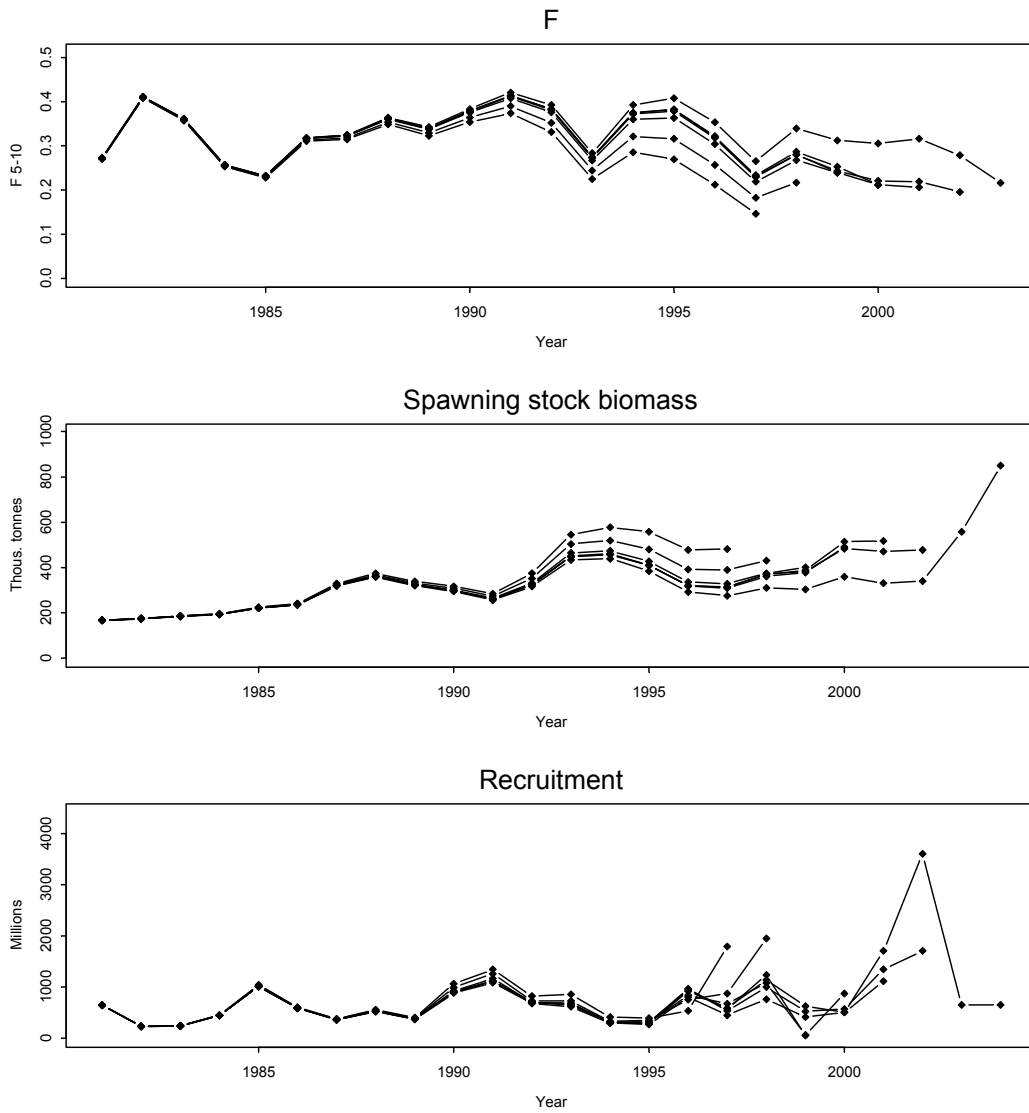 F
F 5-10
0.5
0.4
0.3
0.2
0.1
0.0
1985 1990 1995 2000
Year
Spawning stock biomass
Thous. tonnes
1000
800
600
400
200
0
1985 1990 1995 2000
Year
Recruitment
Millions
4000
3000
2000
1000
0
1985 1990 1995 2000
Year